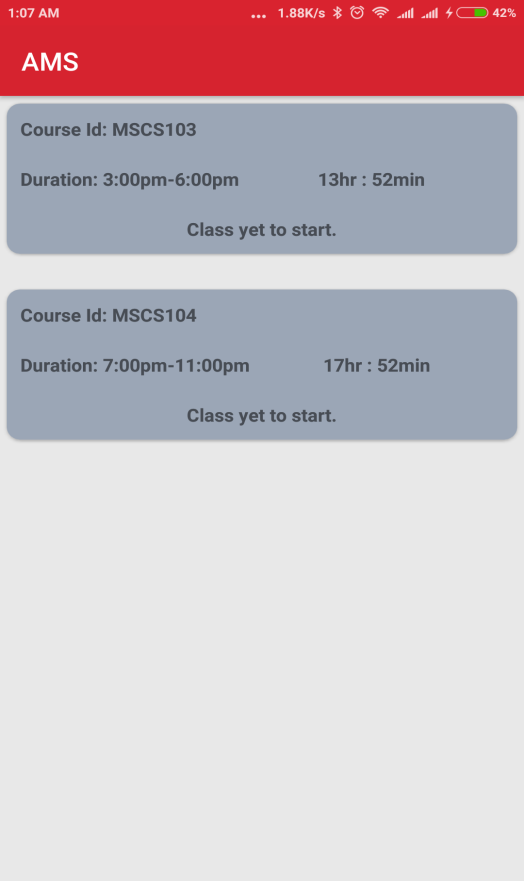 1:07 AM ... 1.88K/s 42%
AMS
Course Id: MSCS103
Duration: 3:00pm-6:00pm 13hr : 52min
Class yet to start.
Course Id: MSCS104
Duration: 7:00pm-11:00pm 17hr : 52min
Class yet to start.